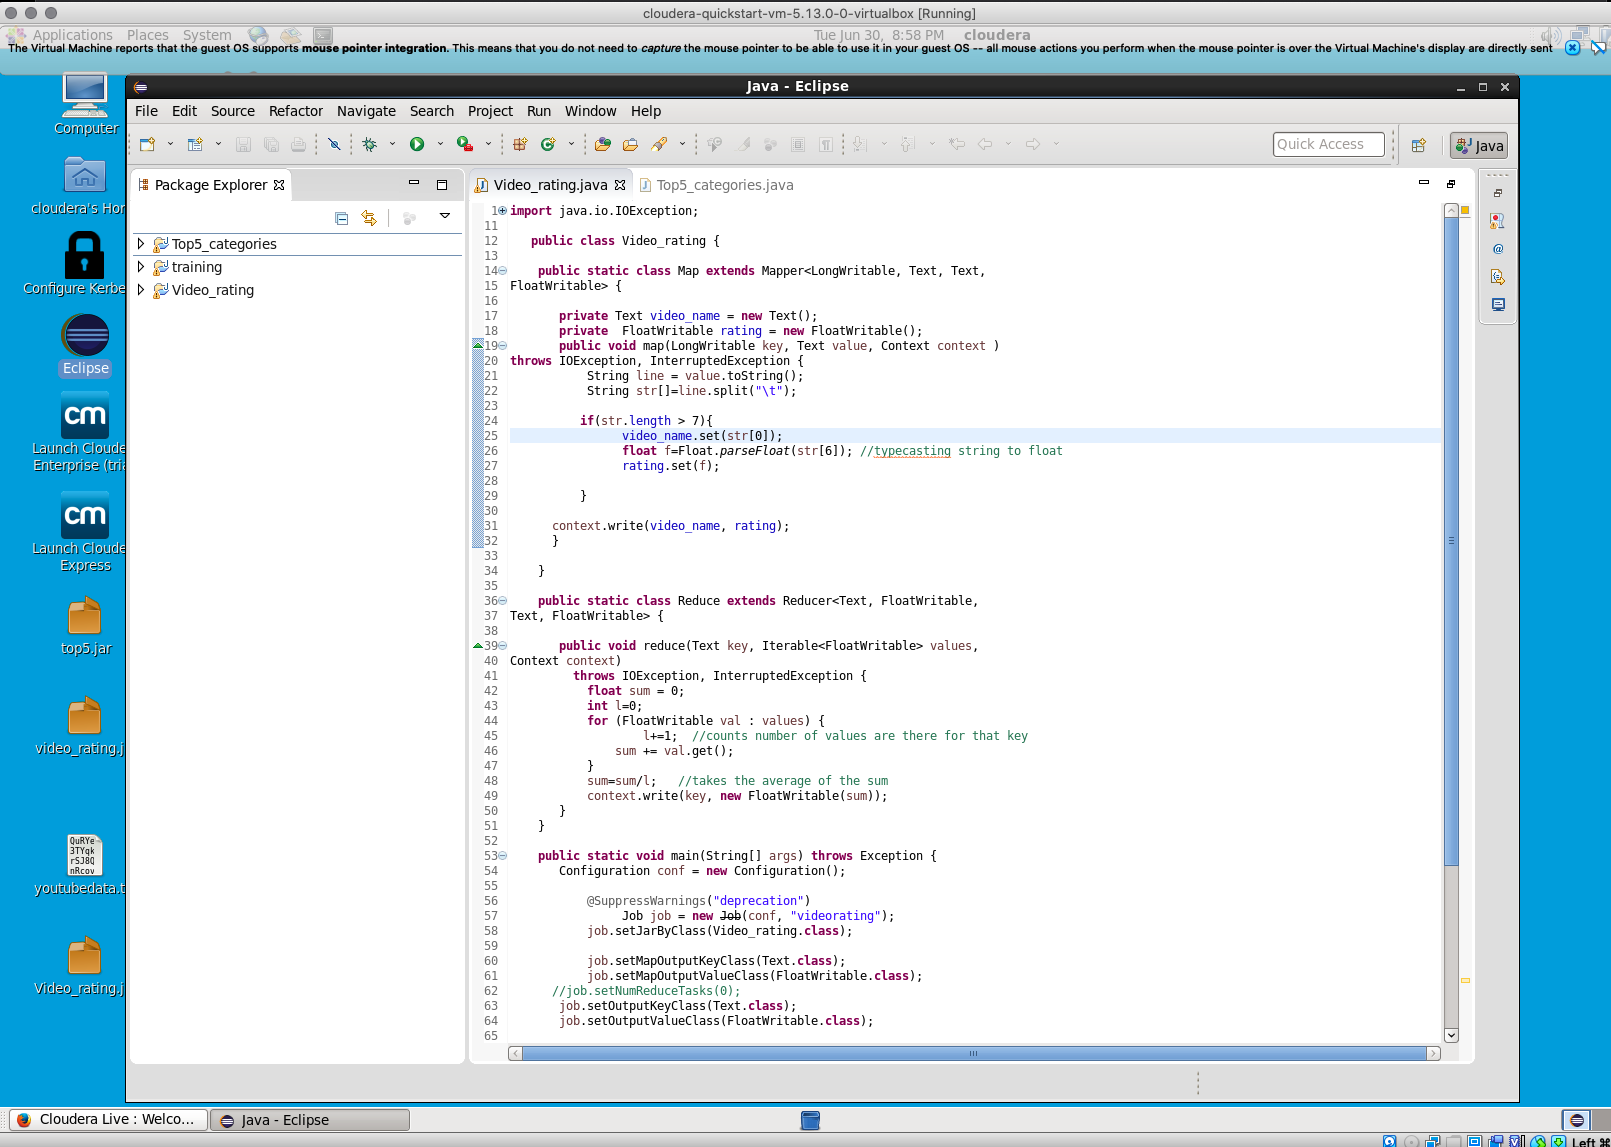 cloudera-quickstart-vm-5.13.0-0-virtualbox [Running]
Applications Places System
Tue Jun 30, 8:58 PM cloudera
The Virtual Machine reports that the guest OS supports mouse pointer integration. This means that you do not need to capture the mouse pointer to be able to use it in your guest OS -- all mouse actions you perform when the mouse pointer is over the Virtual Machine's display are directly sent
Computer
cloudera's Hor
Configure Kerbe
Eclipse
cm
Launch Cloude
Enterprise (tria
cm
Launch Cloude
Express
top5.jar
video_rating.j
QuRYe
3TYqk
rSJ8Q
nRcov
youtubedata.t
Video_rating.j
Java - Eclipse
File Edit Source Refactor Navigate Search Project Run Window Help
Quick Access
Java
Package Explorer
Top5_categories
training
Video_rating
Video_rating.java Top5_categories.java
1 import java.io.IOException;
11
12 public class Video_rating {
13
14 public static class Map extends Mapper<LongWritable, Text, Text,
15 FloatWritable> {
16
17 private Text video_name = new Text();
18 private FloatWritable rating = new FloatWritable();
19 public void map(LongWritable key, Text value, Context context )
20 throws IOException, InterruptedException {
21 String line = value.toString();
22 String str[]=line.split("\t");
23
24 if(str.length > 7){
25 video_name.set(str[0]);
26 float f=Float.parseFloat(str[6]); //typecasting string to float
27 rating.set(f);
28
29 }
30
31 context.write(video_name, rating);
32 }
33
34 }
35
36 public static class Reduce extends Reducer<Text, FloatWritable,
37 Text, FloatWritable> {
38
39 public void reduce(Text key, Iterable<FloatWritable> values,
40 Context context)
41 throws IOException, InterruptedException {
42 float sum = 0;
43 int l=0;
44 for (FloatWritable val : values) {
45 l+=1; //counts number of values are there for that key
46 sum += val.get();
47 }
48 sum=sum/l; //takes the average of the sum
49 context.write(key, new FloatWritable(sum));
50 }
51 }
52
53 public static void main(String[] args) throws Exception {
54 Configuration conf = new Configuration();
55
56 @SuppressWarnings("deprecation")
57 Job job = new Job(conf, "videorating");
58 job.setJarByClass(Video_rating.class);
59
60 job.setMapOutputKeyClass(Text.class);
61 job.setMapOutputValueClass(FloatWritable.class);
62 //job.setNumReduceTasks(0);
63 job.setOutputKeyClass(Text.class);
64 job.setOutputValueClass(FloatWritable.class);
65
Cloudera Live : Welco... Java - Eclipse
Left ⌘